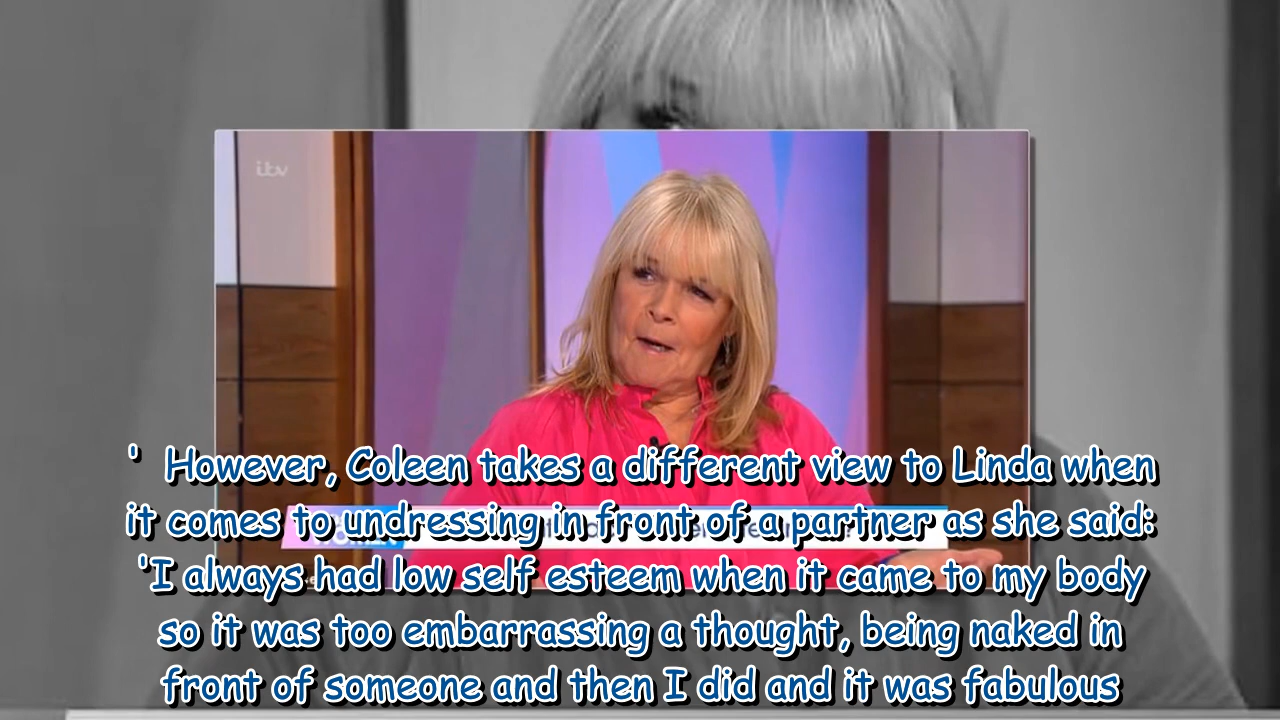 itv
' However, Coleen takes a different view to Linda when
it comes to undressing in front of a partner as she said:
'I always had low self esteem when it came to my body
so it was too embarrassing a thought, being naked in
front of someone and then I did and it was fabulous